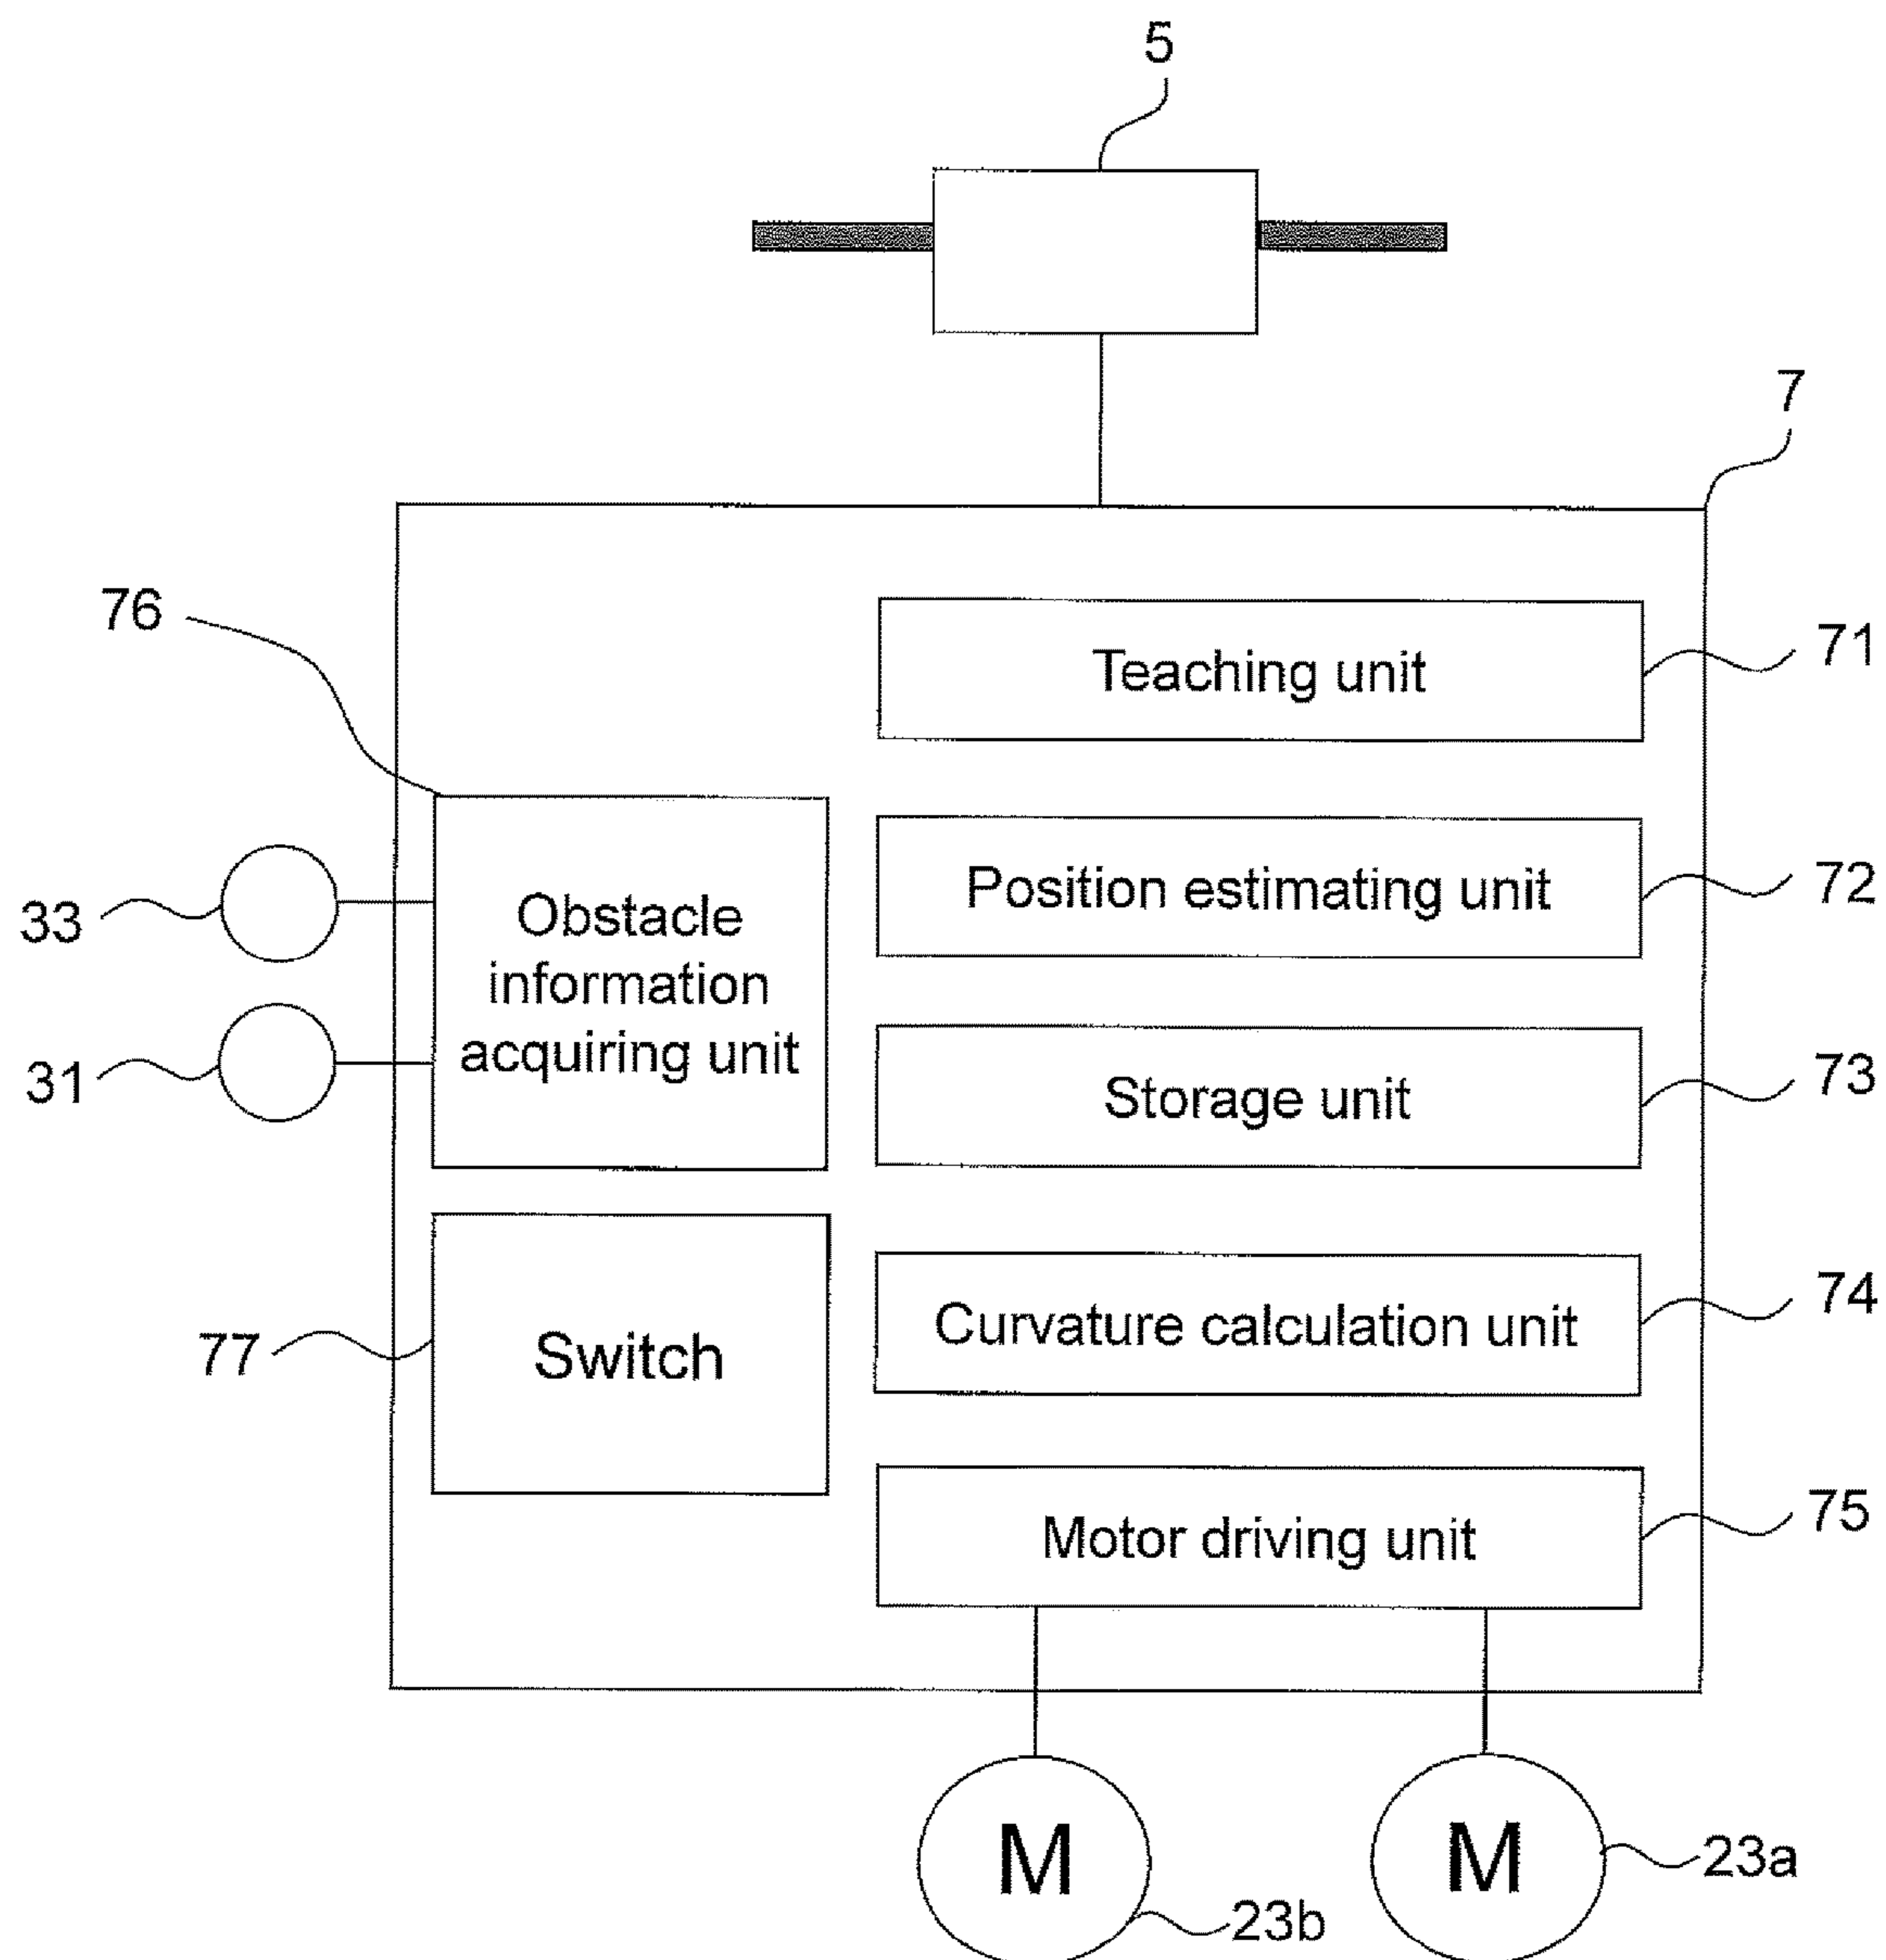 5
7
76
Teaching unit
71
33
Obstacle
information
acquiring unit
Position estimating unit
72
31
Storage unit
73
77
Switch
Curvature calculation unit
74
Motor driving unit
75
M
23b
M
23a